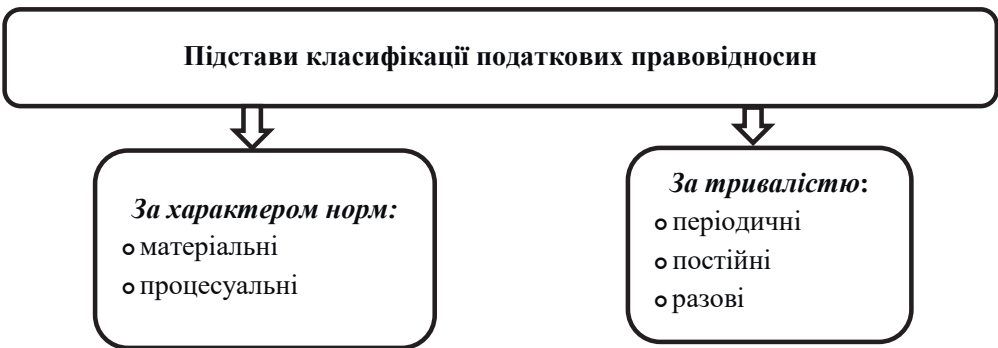 Підстави класифікації податкових правовідносин
За характером норм:
матеріальні
процесуальні
За тривалістю:
періодичні
постійні
разові